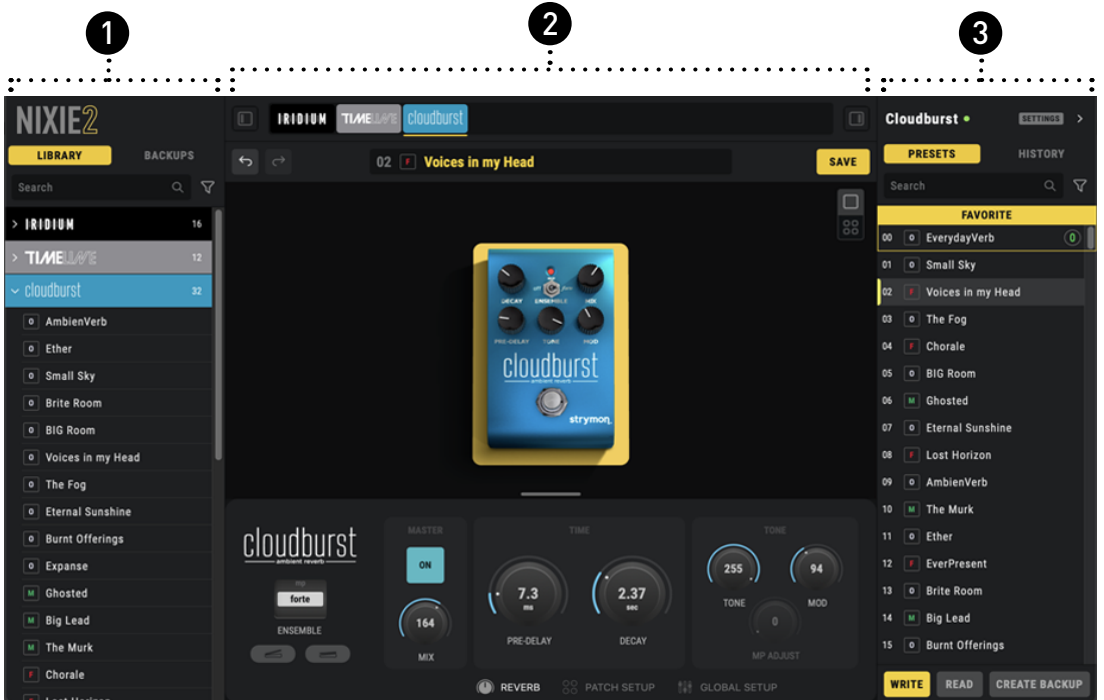 1
2
3
NIXIE2
LIBRARY BACKUPS
Search
IRIDIUM 16
TIMELINE 12
cloudburst 32
O AmbienVerb
O Ether
O Small Sky
O Brite Room
O BIG Room
O Voices in my Head
O The Fog
O Eternal Sunshine
O Burnt Offerings
O Expanse
M Ghosted
M Big Lead
M The Murk
F Chorale
F Lost Horizon
IRIDIUM TIMELINE cloudburst
02 F Voices in my Head SAVE
off free
DECAY ENSEMBLE MIX
PRE-DELAY TONE MOD
cloudburst
ambient reverb
strymon
cloudburst
ambient reverb
mp
forte
ENSEMBLE
MASTER
ON
164
MIX
TIME
7.3 ms
PRE-DELAY
2.37 sec
DECAY
TONE
255
TONE
94
MOD
0
MP ADJUST
REVERB PATCH SETUP GLOBAL SETUP
Cloudburst SETTINGS
PRESETS HISTORY
Search
FAVORITE
00 O EverydayVerb 0
01 O Small Sky
02 F Voices in my Head
03 O The Fog
04 F Chorale
05 O BIG Room
06 M Ghosted
07 O Eternal Sunshine
08 F Lost Horizon
09 O AmbienVerb
10 M The Murk
11 O Ether
12 F EverPresent
13 O Brite Room
14 M Big Lead
15 O Burnt Offerings
WRITE READ CREATE BACKUP